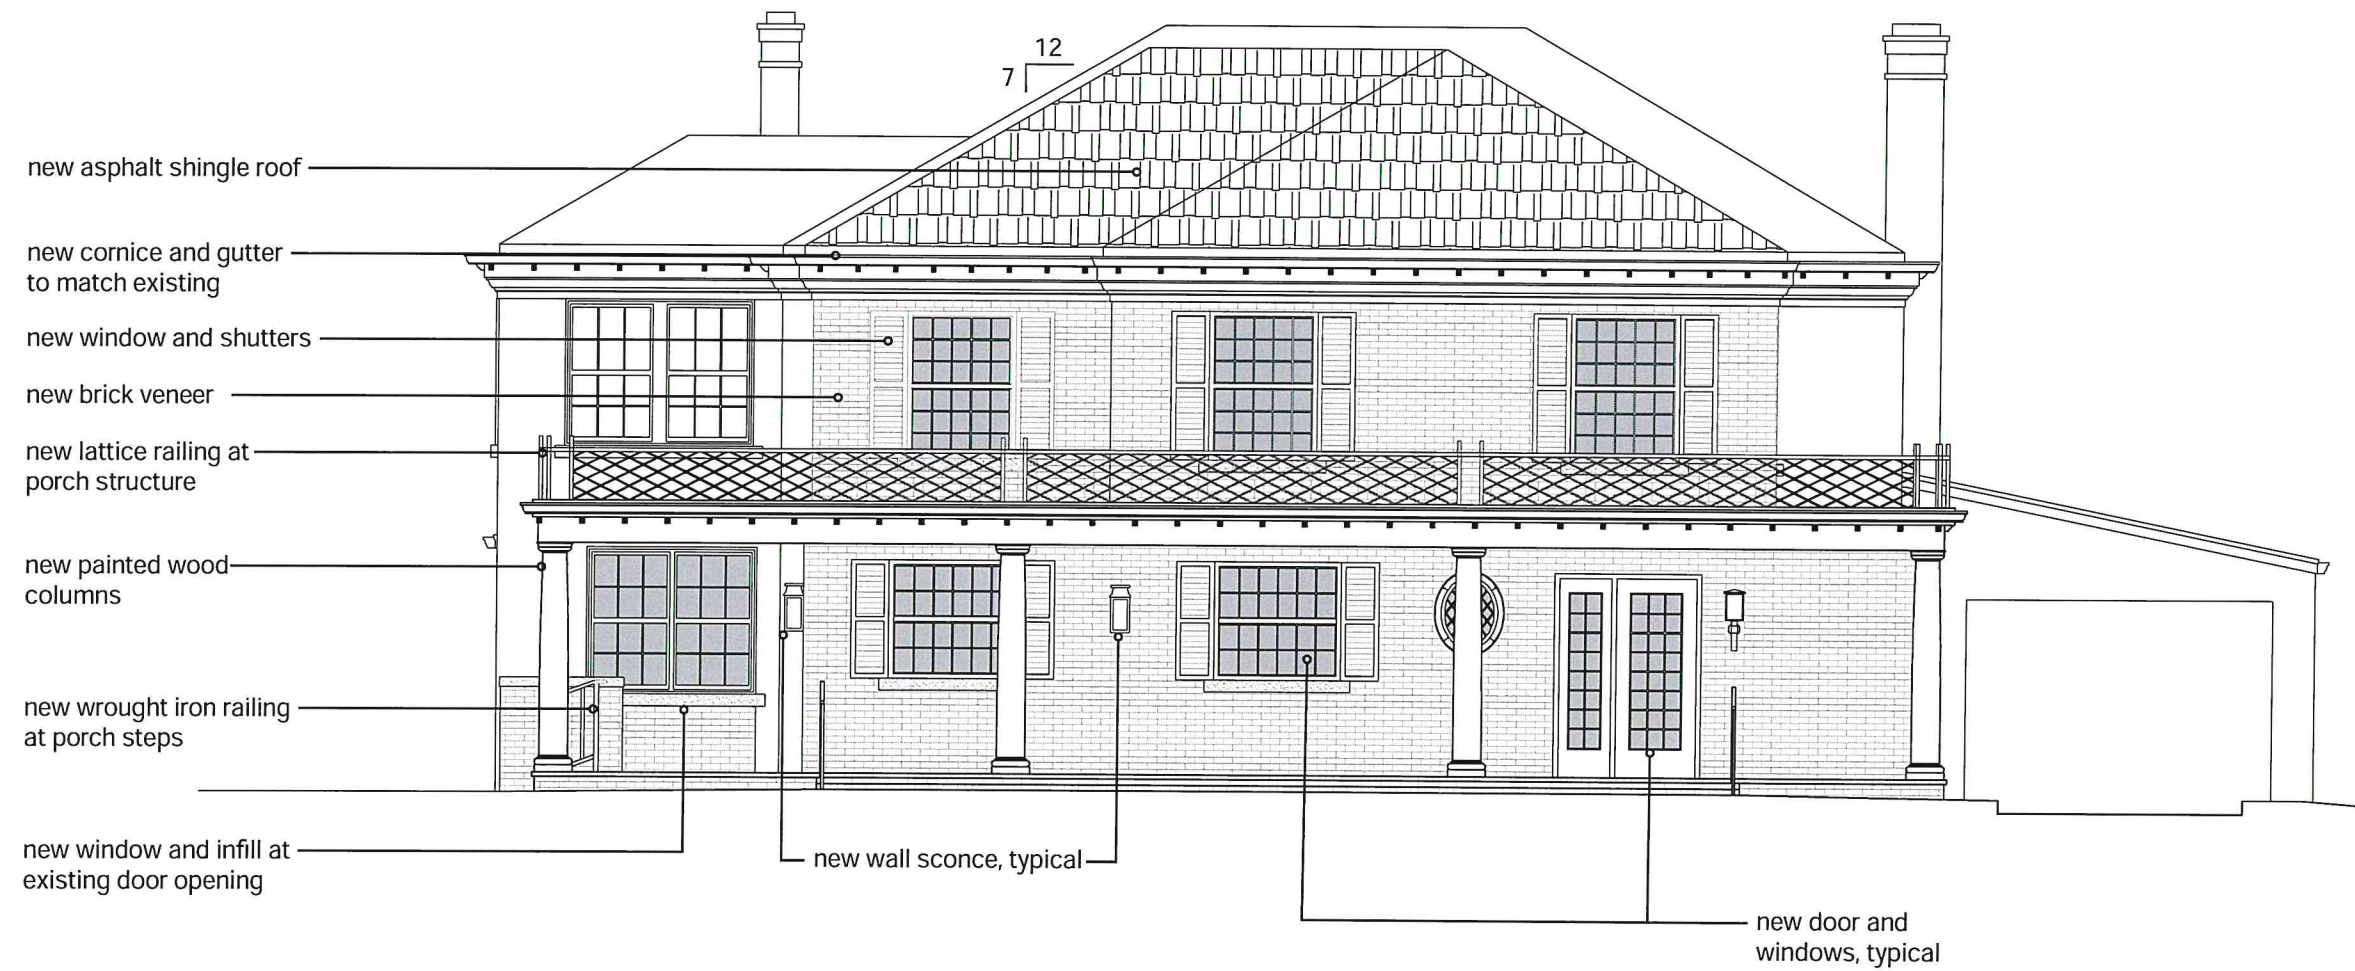 12
7
new asphalt shingle roof
new cornice and gutter
to match existing
new window and shutters
new brick veneer
new lattice railing at
porch structure
new painted wood
columns
new wrought iron railing
at porch steps
new window and infill at
existing door opening
new wall sconce, typical
new door and
windows, typical